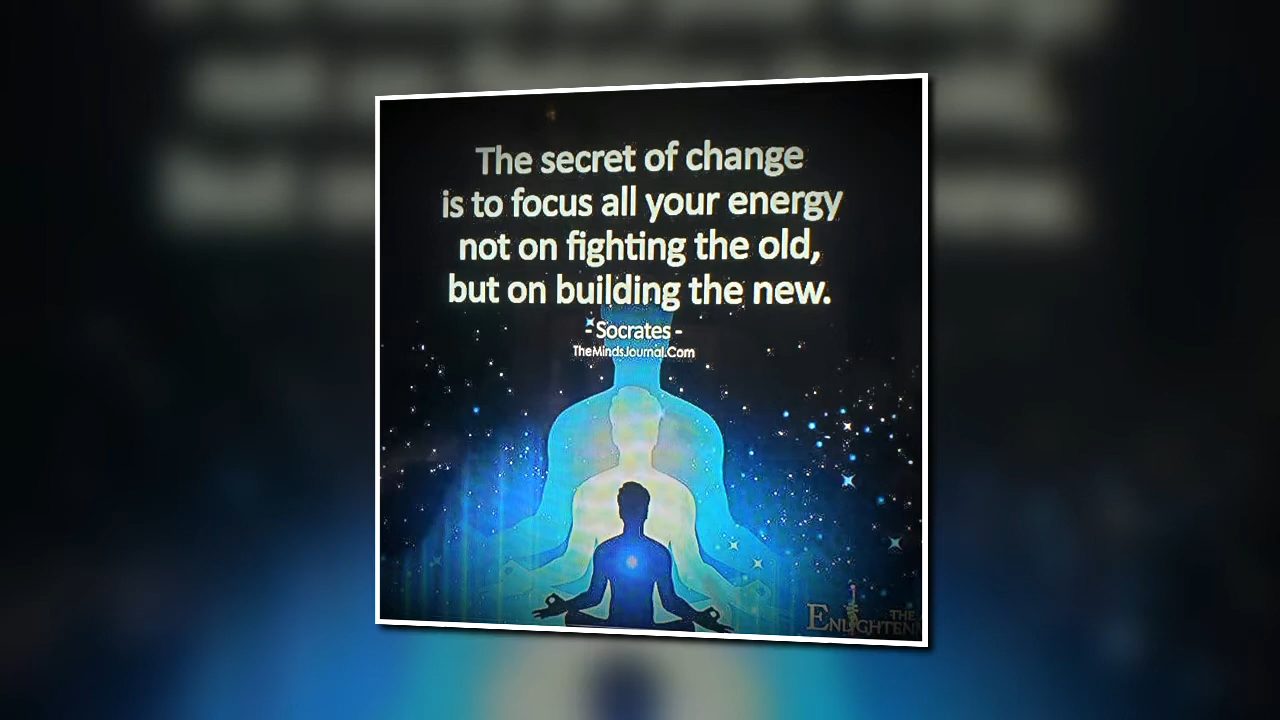 The secret of change
is to focus all your energy
not on fighting the old,
but on building the new.
- Socrates -
TheMindsJournal.Com
THE